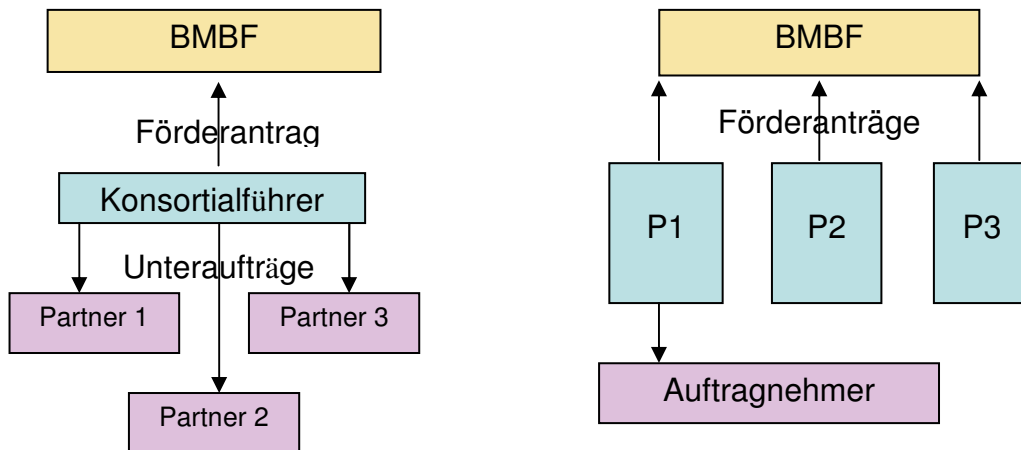 BMBF
Förderantrag
Konsortialführer
Unteraufträge
Partner 1
Partner 3
Partner 2
BMBF
Förderanträge
P1
P2
P3
Auftragnehmer